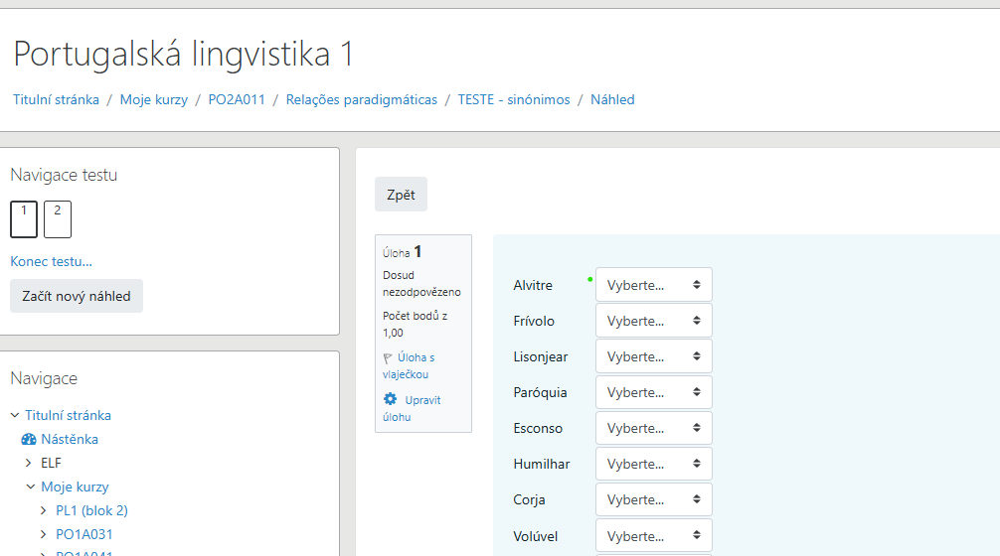 Portugalská lingvistika 1
Titulní stránka / Moje kurzy / PO2A011 / Relações paradigmáticas / TESTE - sinónimos / Náhled
Navigace testu
1 2
Konec testu...
Začít nový náhled
Navigace
Titulní stránka
Nástěnka
ELF
Moje kurzy
PL1 (blok 2)
PO1A031
PO1A041
Zpět
Úloha 1
Dosud
nezodpovězeno
Počet bodů z
1,00
Úloha s
vlaječkou
Upravit
úlohu
Alvitre Vyberte...
Frívolo Vyberte...
Lisonjear Vyberte...
Paróquia Vyberte...
Esconso Vyberte...
Humilhar Vyberte...
Corja Vyberte...
Volúvel Vyberte...